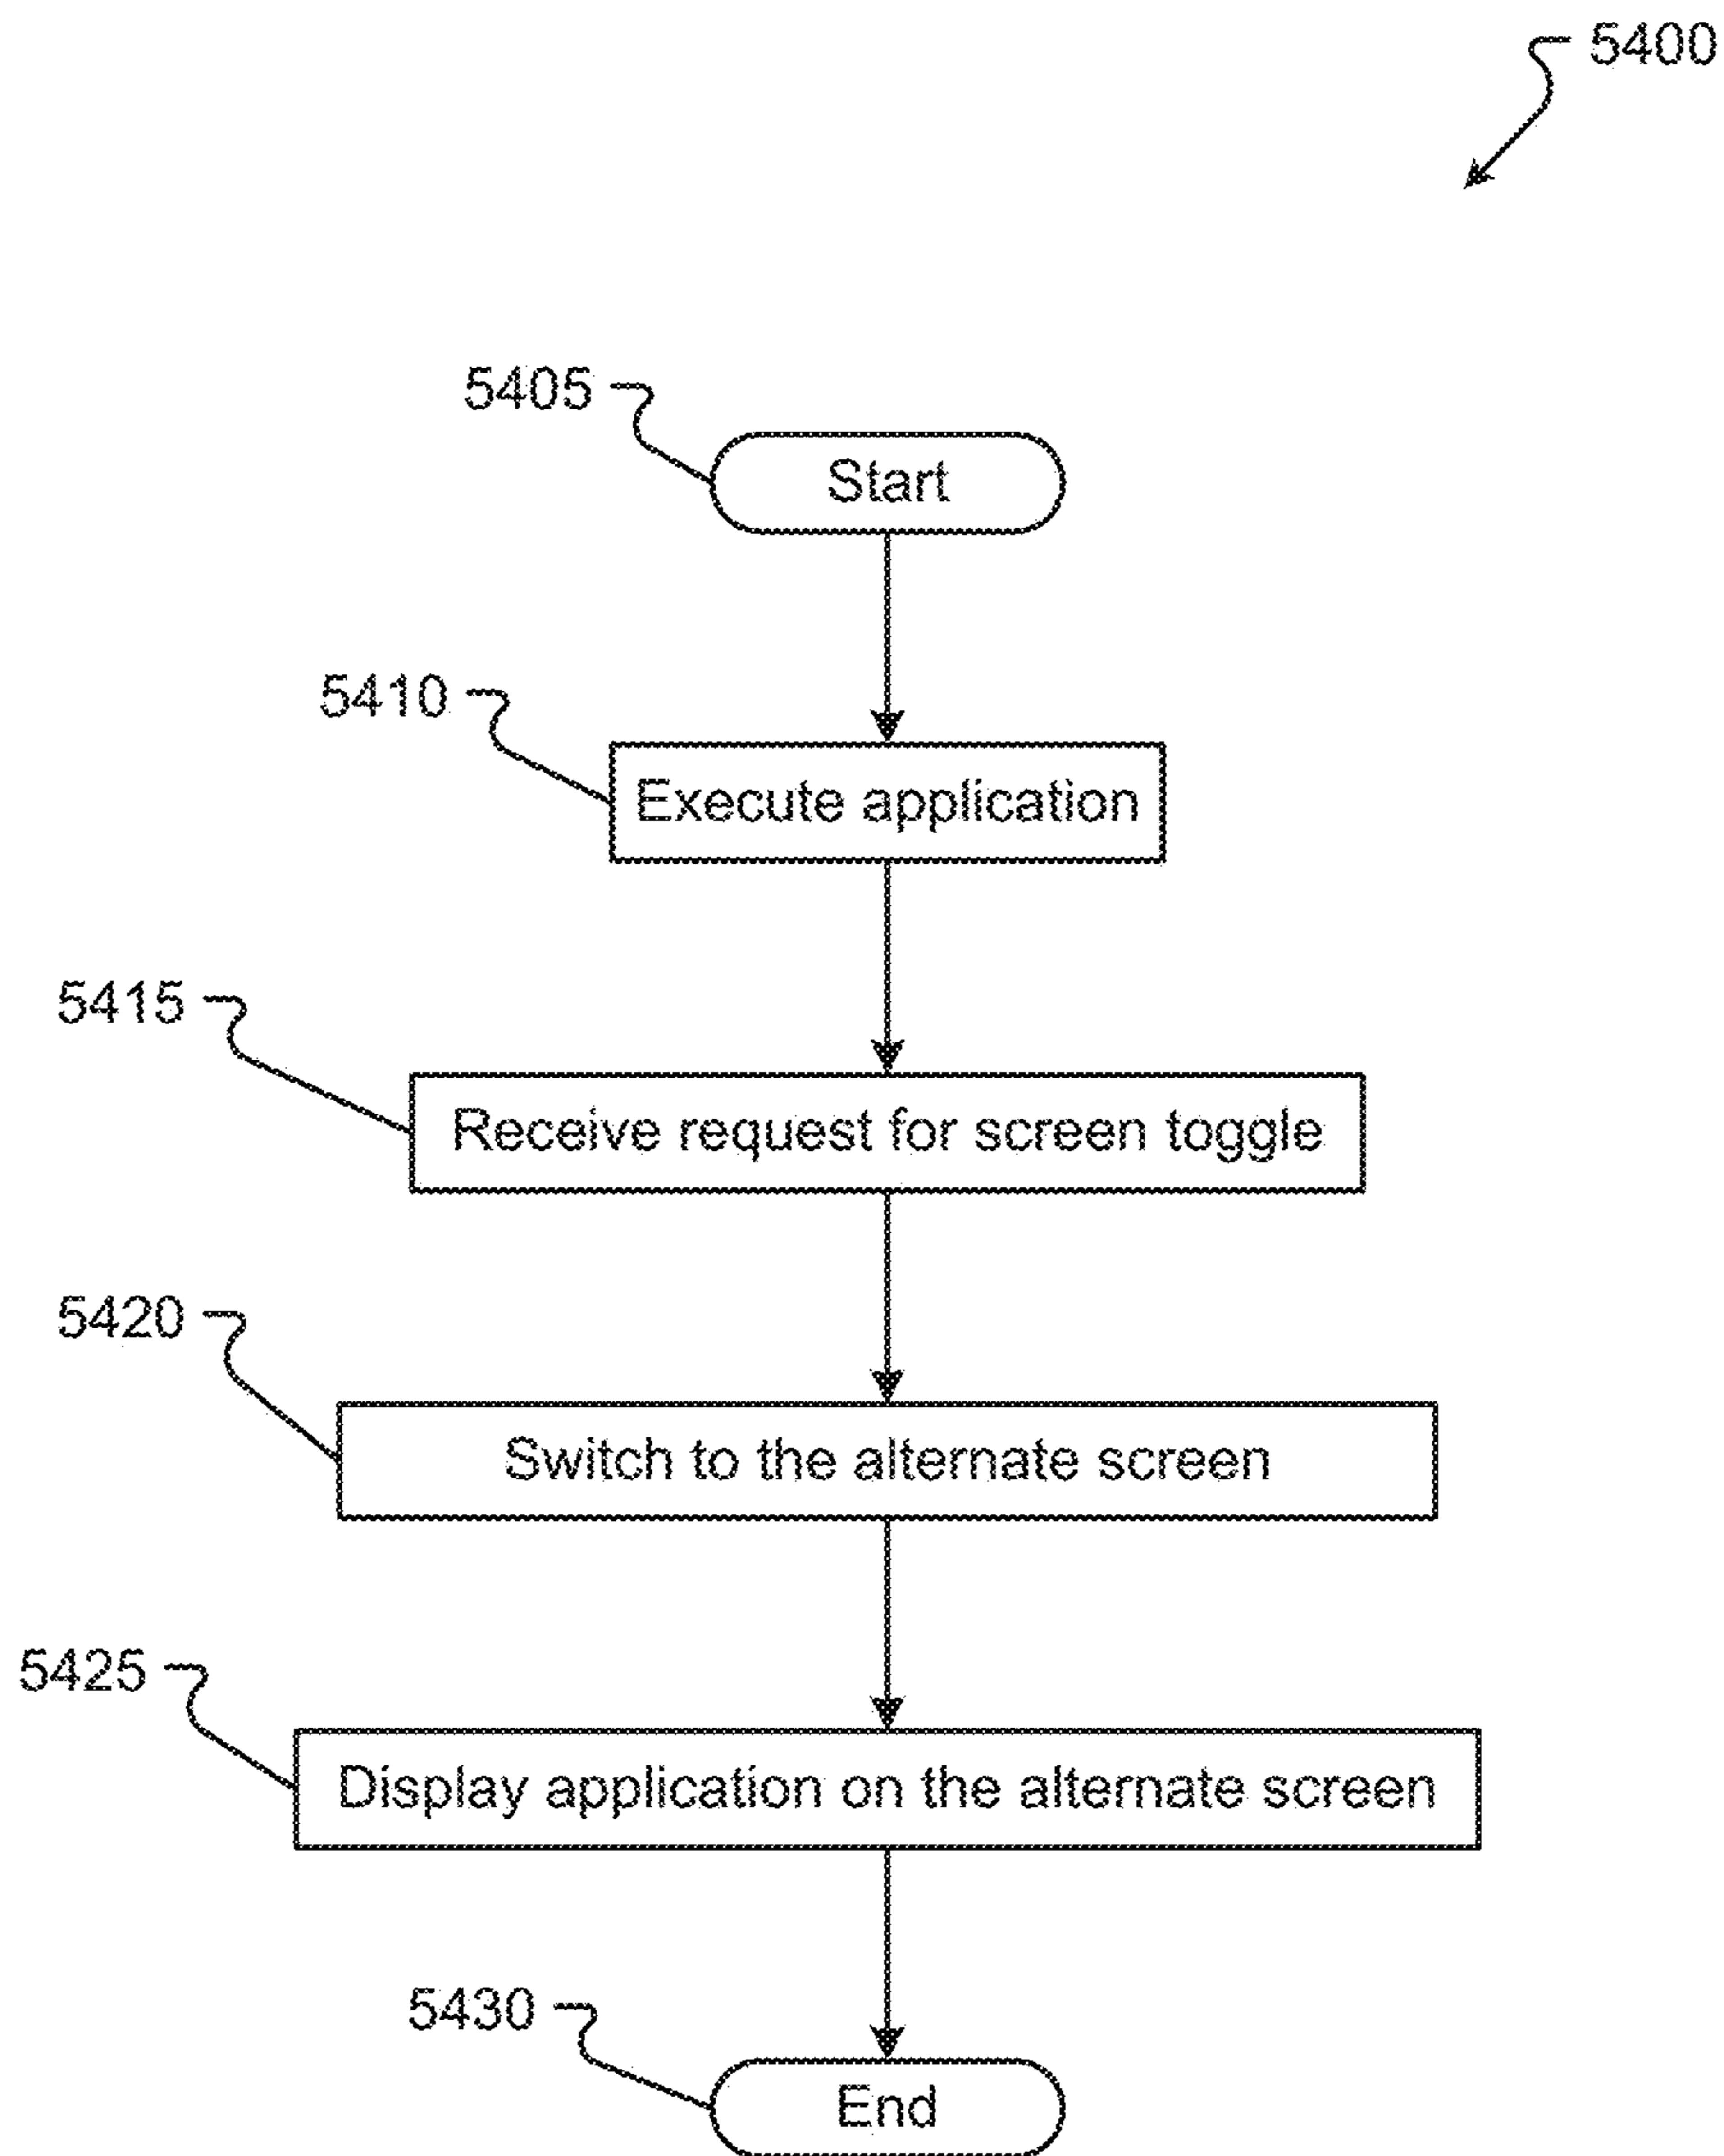 5400
5405
Start
5410
Execute application
5415
Receive request for screen toggle
5420
Switch to the alternate screen
5425
Display application on the alternate screen
5430
End